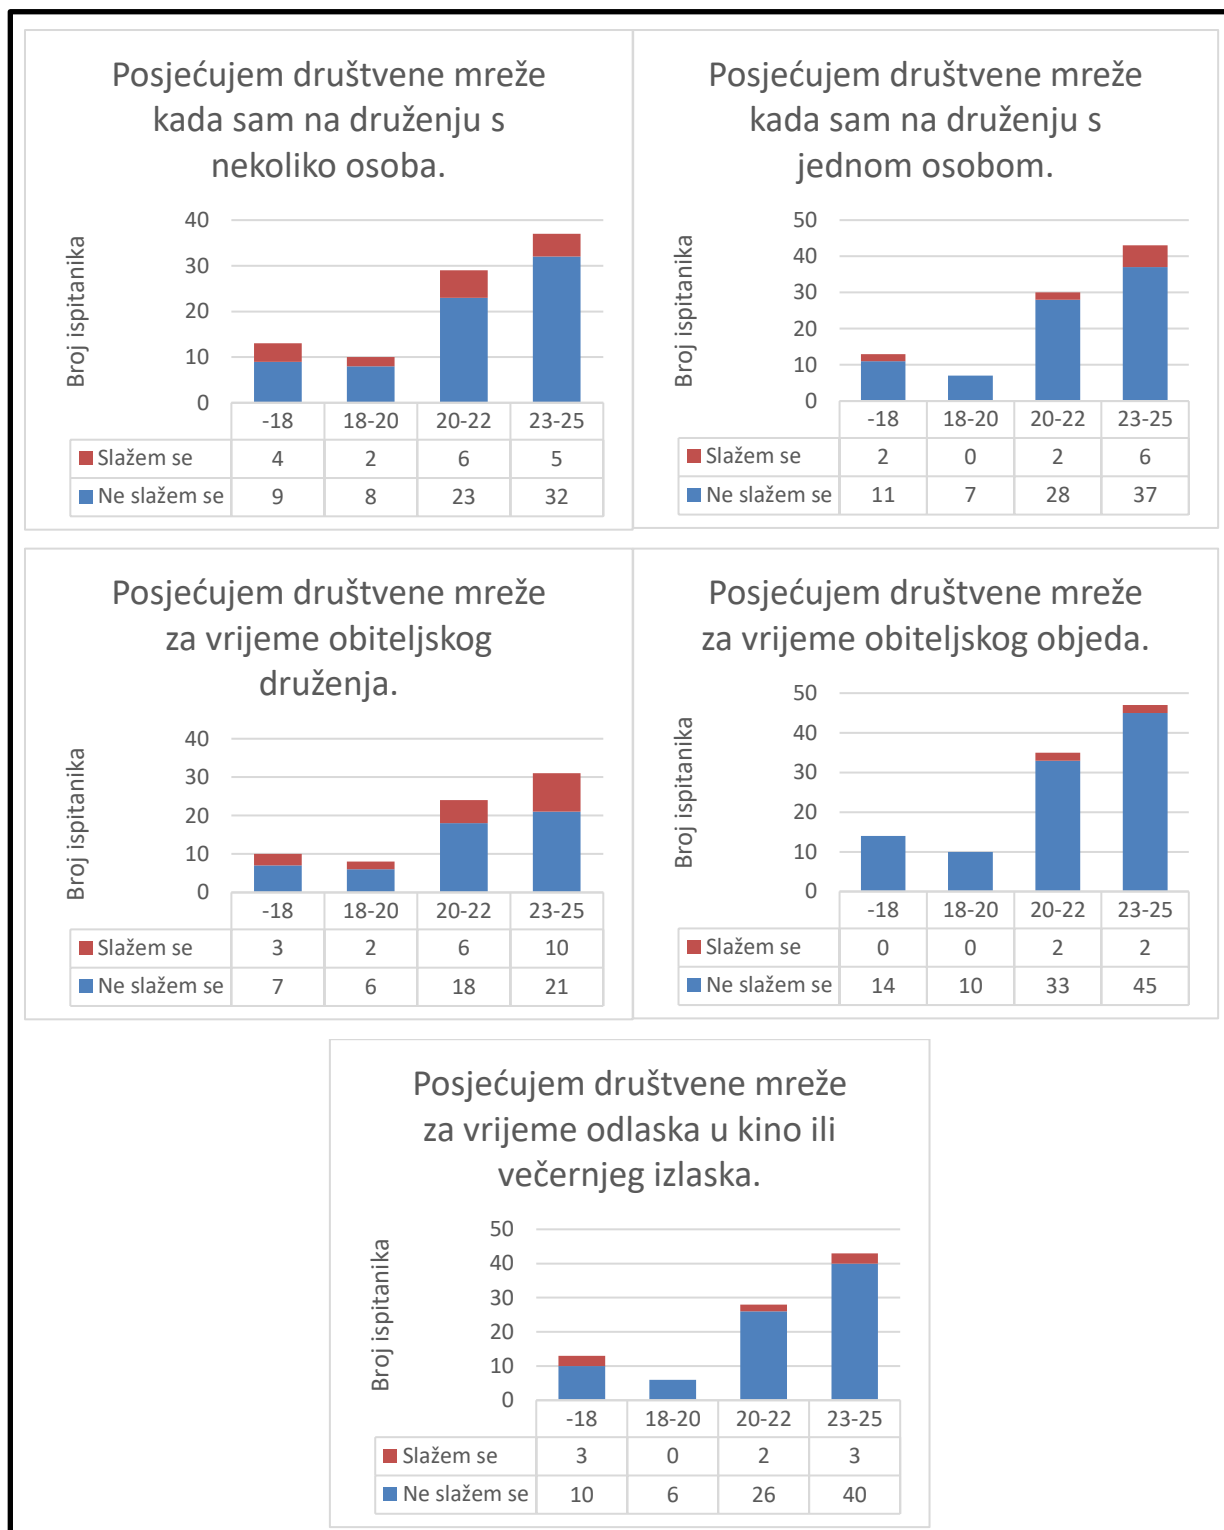 Posjećujem društvene mreže
kada sam na druženju s
nekoliko osoba.
Broj ispitanika
40
30
20
10
0
-18 18-20 20-22 23-25
Slažem se 4 2 6 5
Ne slažem se 9 8 23 32
Posjećujem društvene mreže
kada sam na druženju s
jednom osobom.
Broj ispitanika
50
40
30
20
10
0
-18 18-20 20-22 23-25
Slažem se 2 0 2 6
Ne slažem se 11 7 28 37
Posjećujem društvene mreže
za vrijeme obiteljskog
druženja.
Broj ispitanika
40
30
20
10
0
-18 18-20 20-22 23-25
Slažem se 3 2 6 10
Ne slažem se 7 6 18 21
Posjećujem društvene mreže
za vrijeme obiteljskog objeda.
Broj ispitanika
50
40
30
20
10
0
-18 18-20 20-22 23-25
Slažem se 0 0 2 2
Ne slažem se 14 10 33 45
Posjećujem društvene mreže
za vrijeme odlaska u kino ili
večernjeg izlaska.
Broj ispitanika
50
40
30
20
10
0
-18 18-20 20-22 23-25
Slažem se 3 0 2 3
Ne slažem se 10 6 26 40